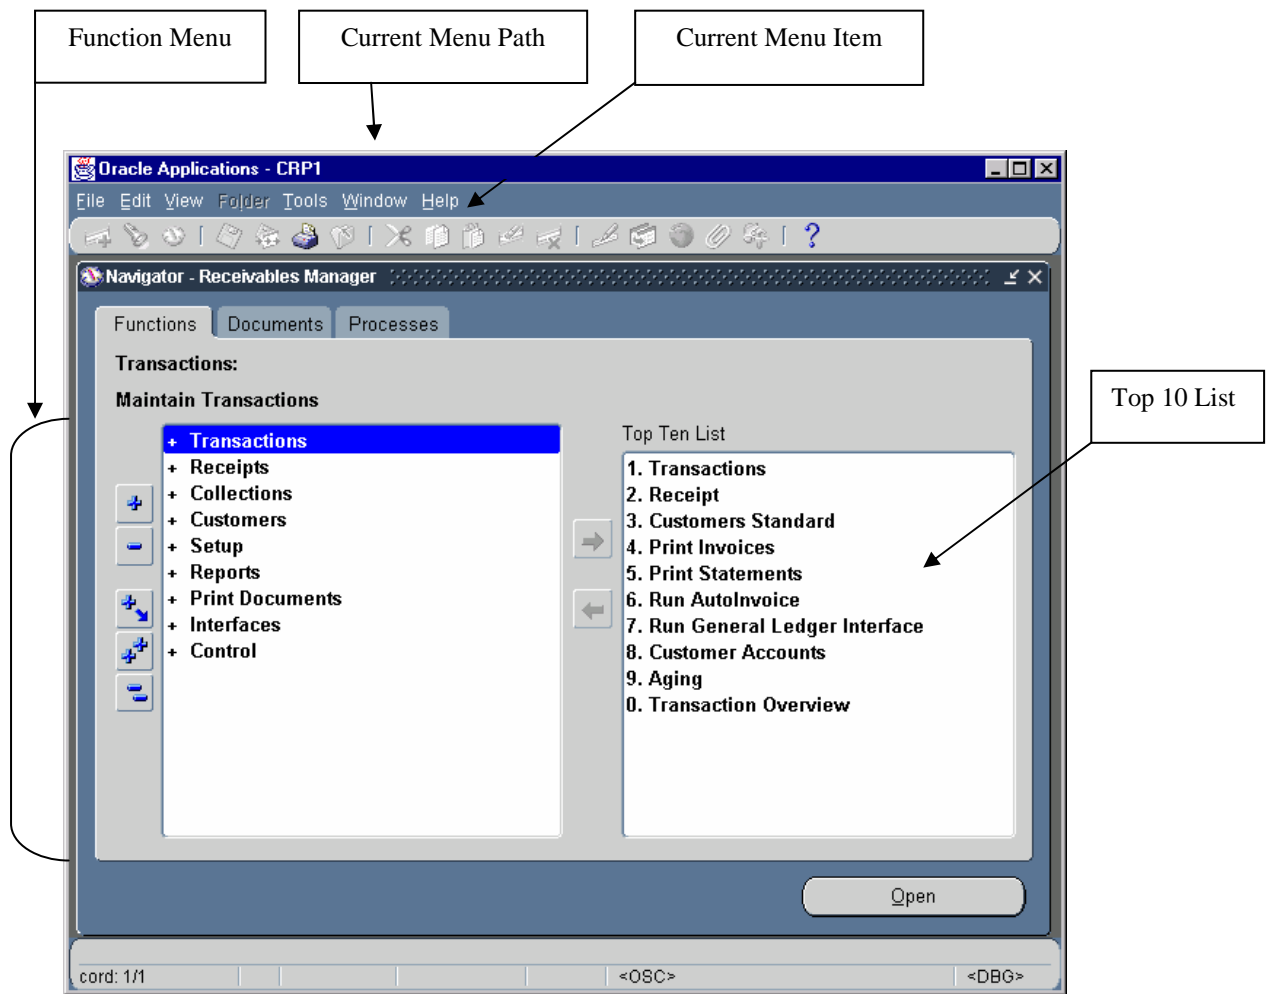 Function Menu
Current Menu Path
Current Menu Item
Oracle Applications - CRP1
File Edit View Folder Tools Window Help
?
Navigator - Receivables Manager
Functions Documents Processes
Transactions:
Maintain Transactions
Top 10 List
+ Transactions
+ Receipts
+ Collections
+ Customers
+ Setup
+ Reports
+ Print Documents
+ Interfaces
+ Control
Top Ten List
1. Transactions
2. Receipt
3. Customers Standard
4. Print Invoices
5. Print Statements
6. Run AutoInvoice
7. Run General Ledger Interface
8. Customer Accounts
9. Aging
0. Transaction Overview
Open
cord: 1/1 <OSC> <DBG>